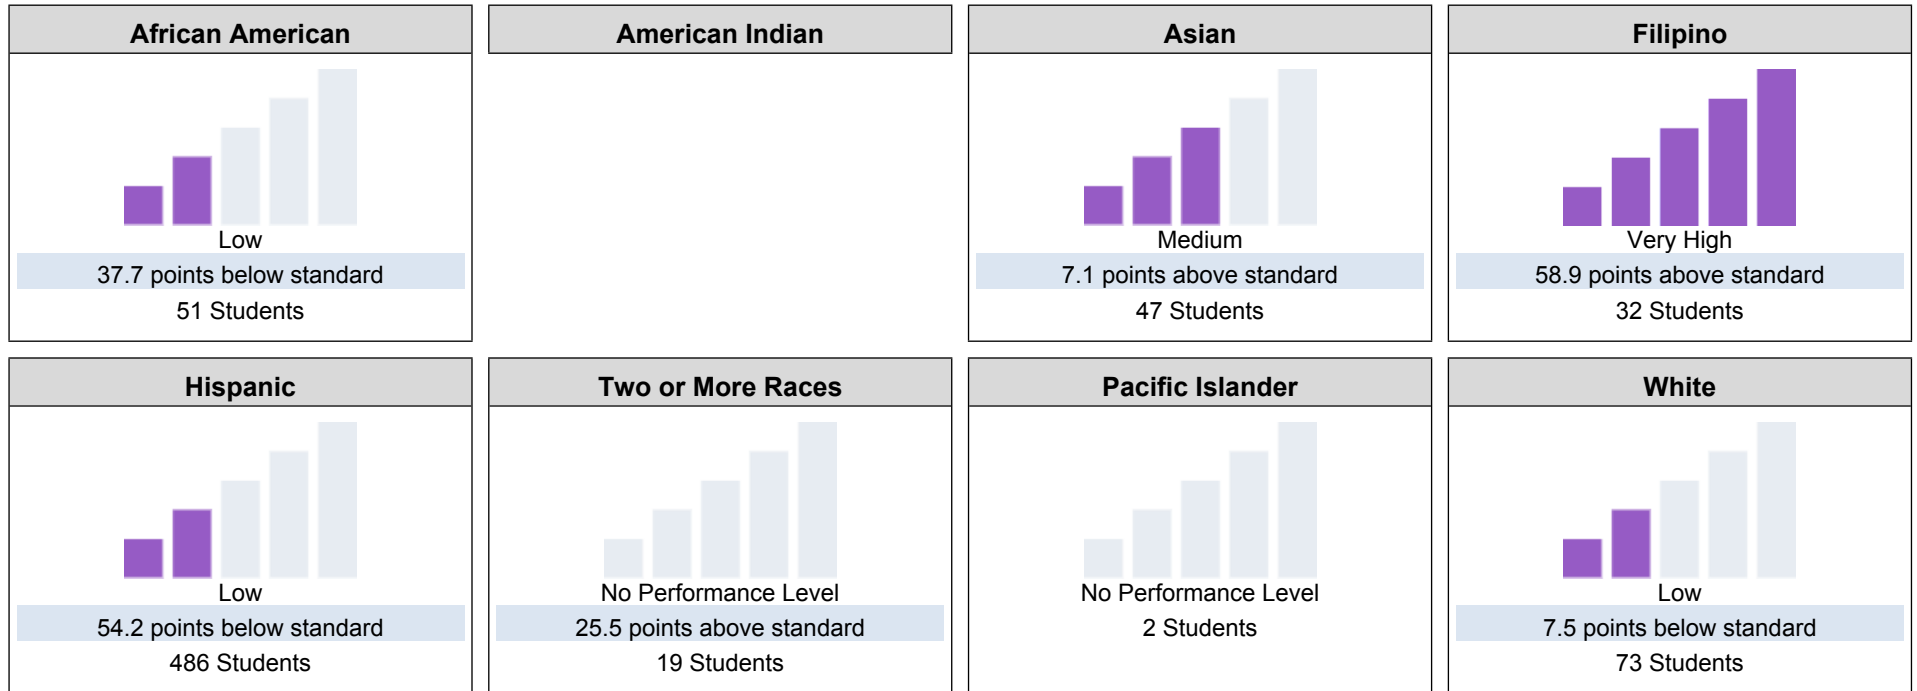 African American
Low
37.7 points below standard
51 Students
American Indian
Asian
Medium
7.1 points above standard
47 Students
Filipino
Very High
58.9 points above standard
32 Students
Hispanic
Low
54.2 points below standard
486 Students
Two or More Races
No Performance Level
25.5 points above standard
19 Students
Pacific Islander
No Performance Level
2 Students
White
Low
7.5 points below standard
73 Students